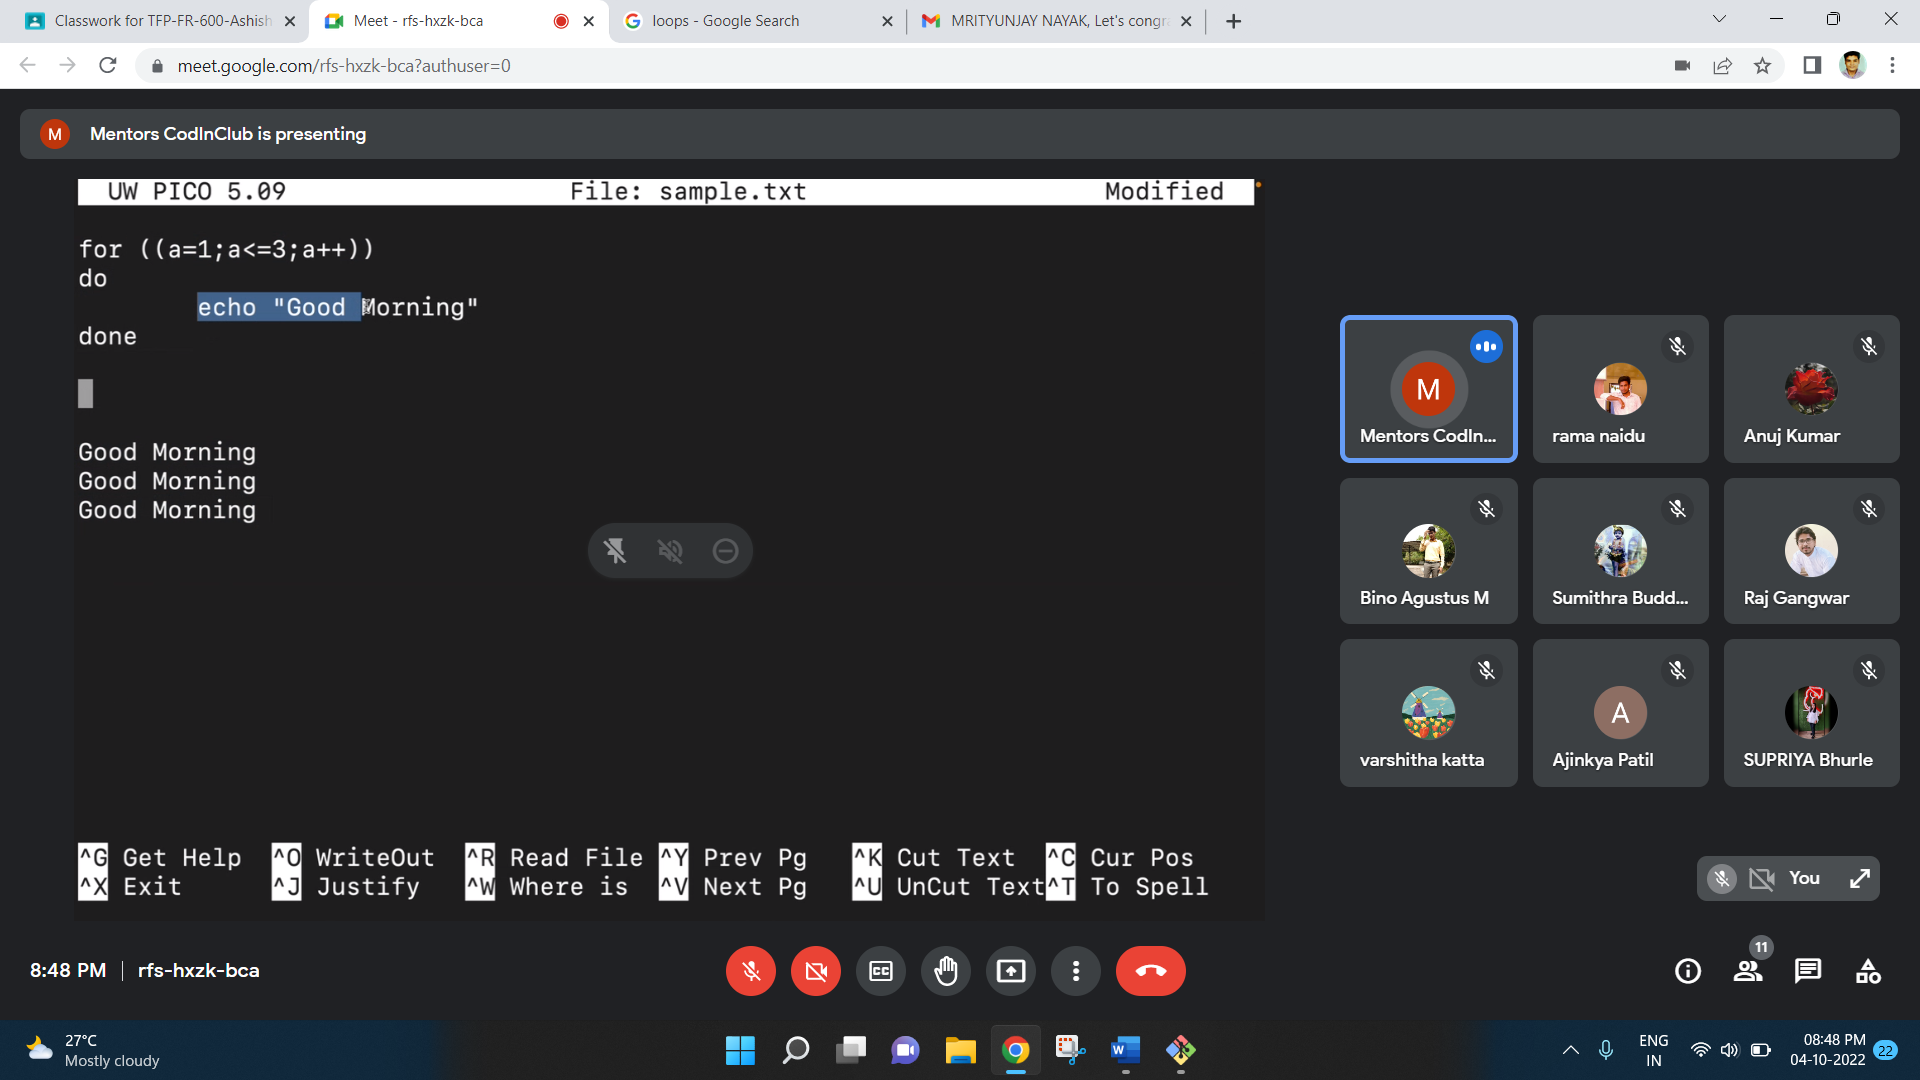 Classwork for TFP-FR-600-Ashish
Meet - rfs-hxzk-bca
loops - Google Search
MRITYUNJAY NAYAK, Let's congr
meet.google.com/rfs-hxzk-bca?authuser=0
M
Mentors CodInClub is presenting
UW PICO 5.09
File: sample.txt
Modified
for ((a=1;a<=3;a++))
do
echo "Good Morning"
done
Good Morning
Good Morning
Good Morning
^G Get Help
^O WriteOut
^R Read File
^Y Prev Pg
^K Cut Text
^C Cur Pos
^X Exit
^J Justify
^W Where is
^V Next Pg
^U UnCut Text
^T To Spell
M
Mentors CodIn...
rama naidu
Anuj Kumar
Bino Agustus M
Sumithra Budd...
Raj Gangwar
varshitha katta
A
Ajinkya Patil
SUPRIYA Bhurle
You
8:48 PM
rfs-hxzk-bca
CC
11
27°C
Mostly cloudy
W
ENG
IN
08:48 PM
04-10-2022
22